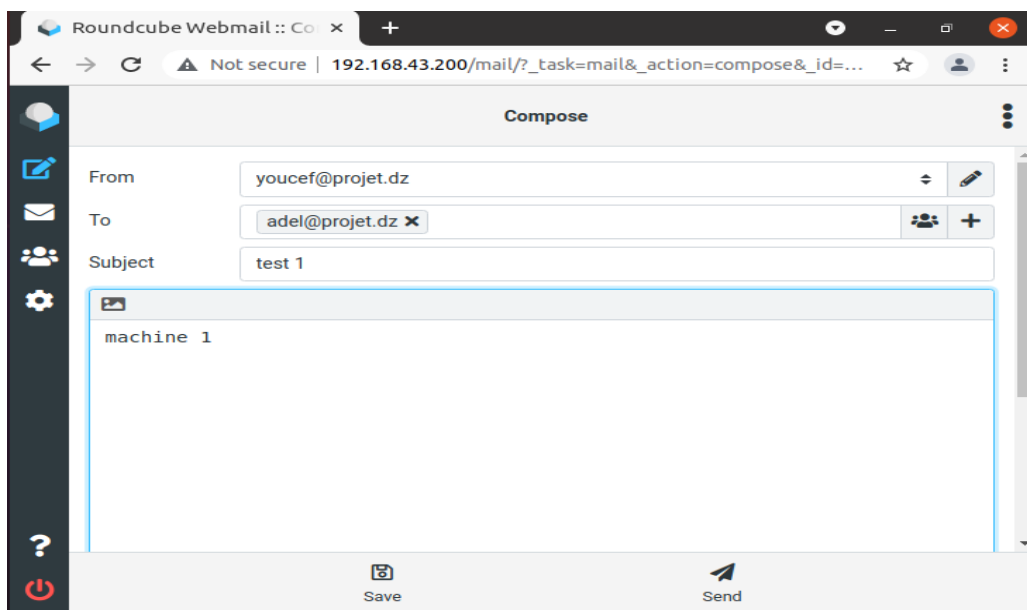 Roundcube Webmail :: Co
Not secure | 192.168.43.200/mail/?_task=mail&_action=compose&_id=...
Compose
From youcef@projet.dz
To adel@projet.dz
Subject test 1
machine 1
Save Send